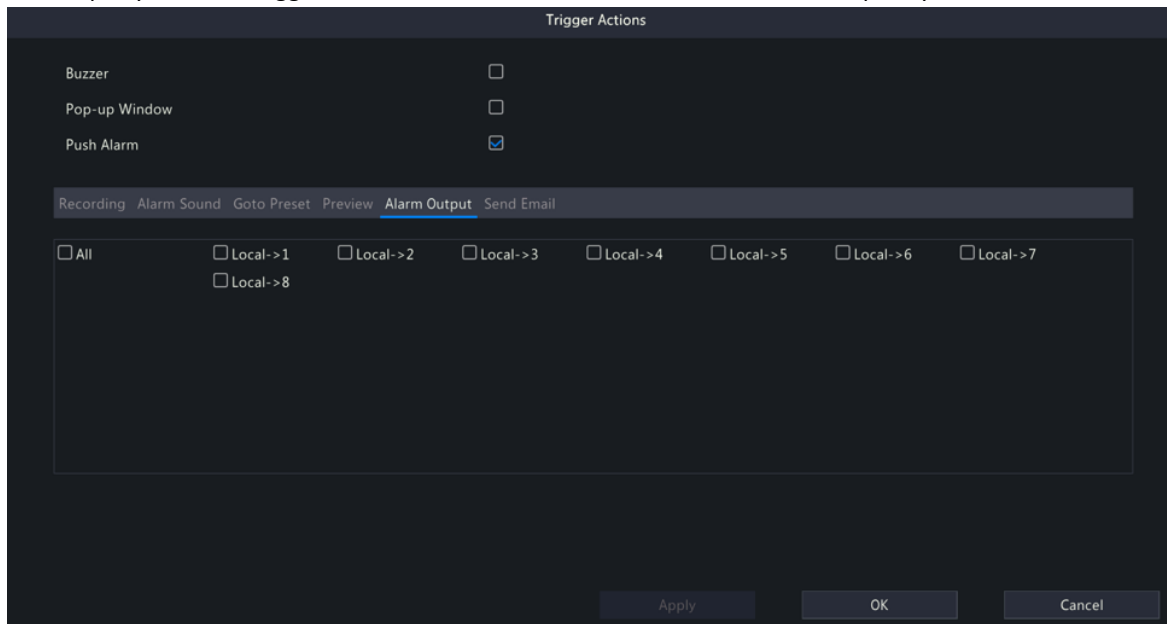 Trigger Actions
Buzzer
Pop-up Window
Push Alarm
Recording Alarm Sound Goto Preset Preview Alarm Output Send Email
All Local->1 Local->2 Local->3 Local->4 Local->5 Local->6 Local->7
Local->8
Apply OK Cancel